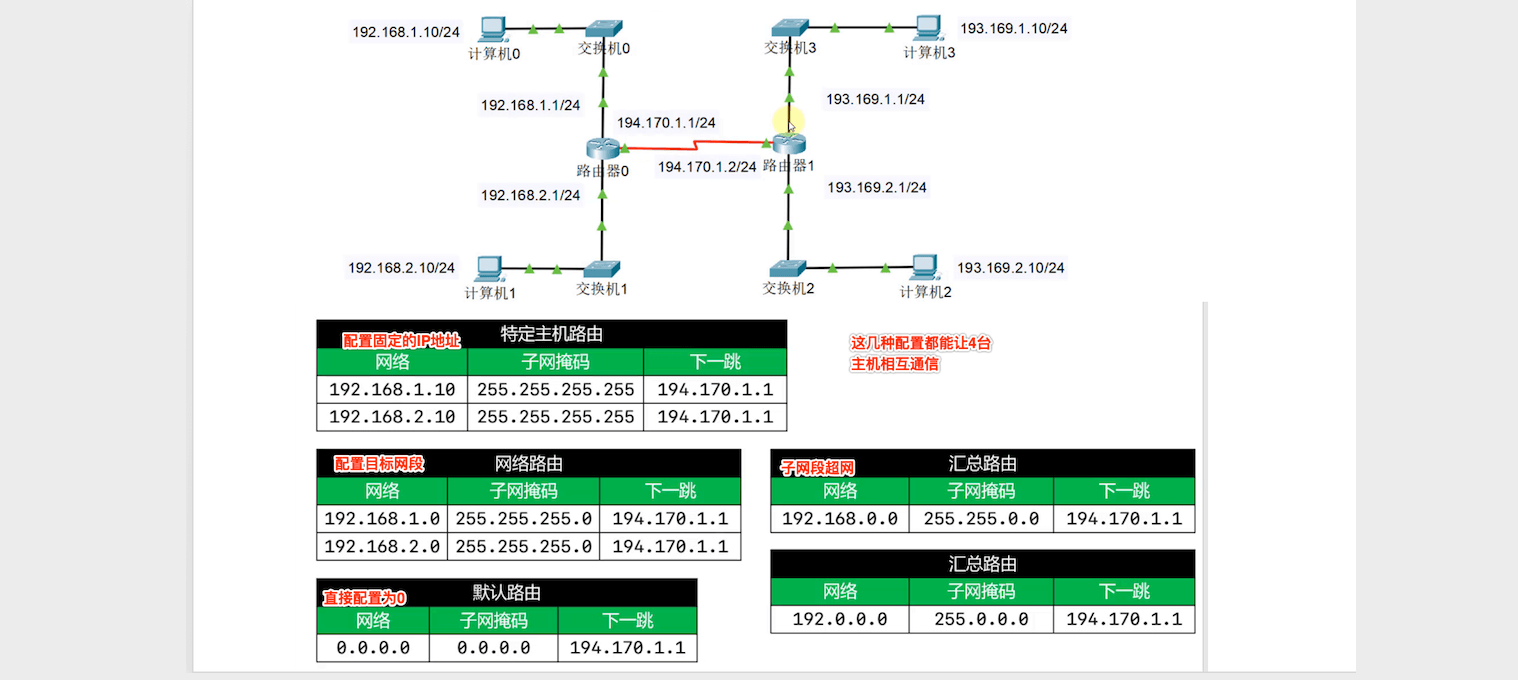 192.168.1.10/24
计算机0
交换机0
交换机3
计算机3
193.169.1.10/24
192.168.1.1/24
193.169.1.1/24
194.170.1.1/24
路由器0
194.170.1.2/24
路由器1
192.168.2.1/24
193.169.2.1/24
192.168.2.10/24
计算机1
交换机1
交换机2
计算机2
193.169.2.10/24
配置固定的IP地址
特定主机路由
网络 子网掩码 下一跳
192.168.1.10 255.255.255.255 194.170.1.1
192.168.2.10 255.255.255.255 194.170.1.1
这几种配置都能让4台
主机相互通信
配置目标网段
网络路由
网络 子网掩码 下一跳
192.168.1.0 255.255.255.0 194.170.1.1
192.168.2.0 255.255.255.0 194.170.1.1
子网段超网
汇总路由
网络 子网掩码 下一跳
192.168.0.0 255.255.0.0 194.170.1.1
直接配置为0
默认路由
网络 子网掩码 下一跳
0.0.0.0 0.0.0.0 194.170.1.1
汇总路由
网络 子网掩码 下一跳
192.0.0.0 255.0.0.0 194.170.1.1